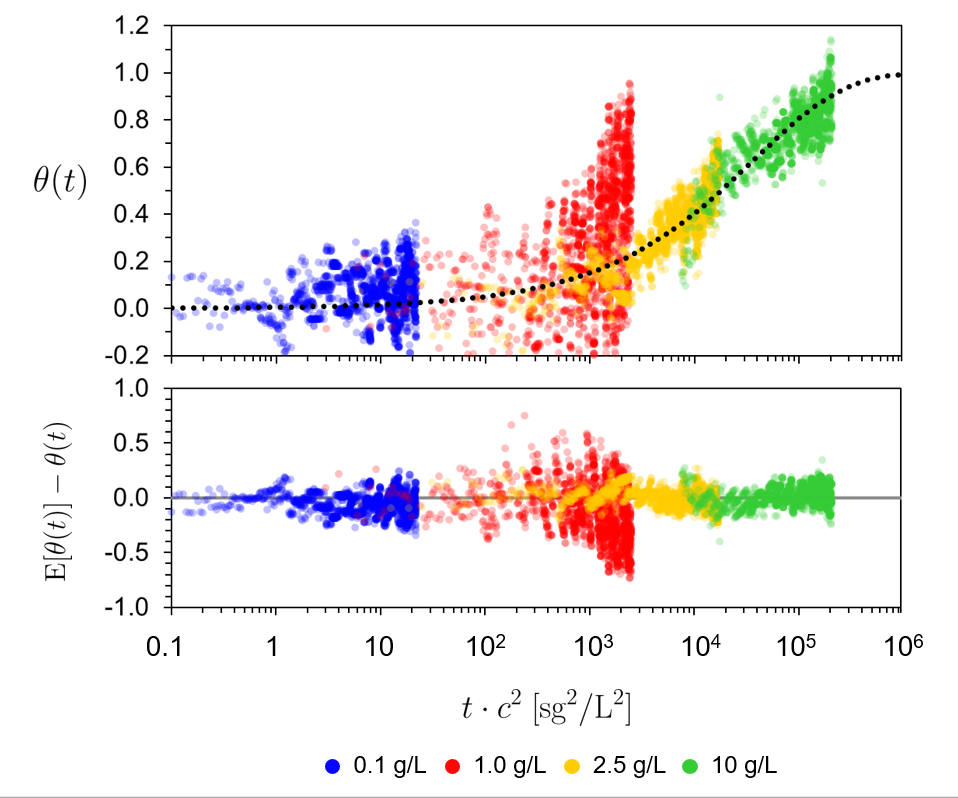 1.2
1.0
0.8
0.6
0.4
0.2
0.0
-0.2
θ(t)
1.0
0.5
0.0
-0.5
-1.0
E[θ(t)] − θ(t)
0.1 1 10 10² 10³ 10⁴ 10⁵ 10⁶
t · c² [sg²/L²]
0.1 g/L 1.0 g/L 2.5 g/L 10 g/L